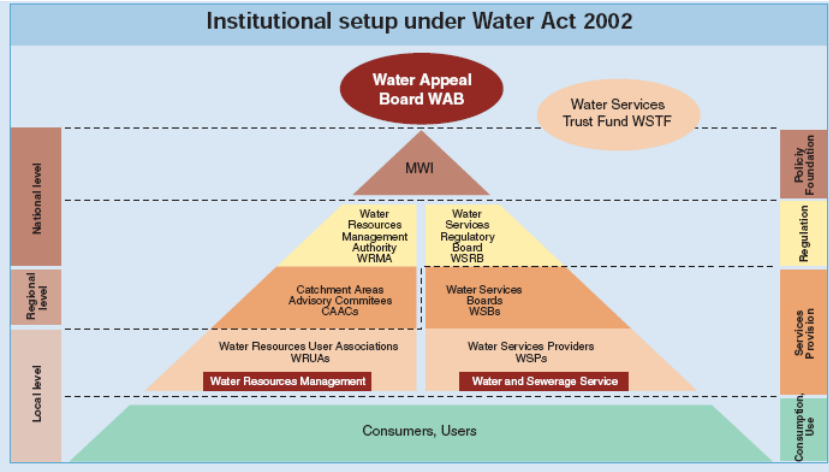 Institutional setup under Water Act 2002
Water Appeal
Board WAB
Water Services
Trust Fund WSTF
National level
Regional
level
Local level
MWI
Water
Resources
Management
Authority
WRMA
Water
Services
Regulatory
Board
WSRB
Catchment Areas
Advisory Commitees
CAACs
Water Services
Boards
WSBs
Water Resources User Associations
WRUAs
Water Services Providers
WSPs
Water Resources Management
Water and Sewerage Service
Consumers, Users
Policiy
Foundation
Regulation
Services
Provision
Consumption,
Use